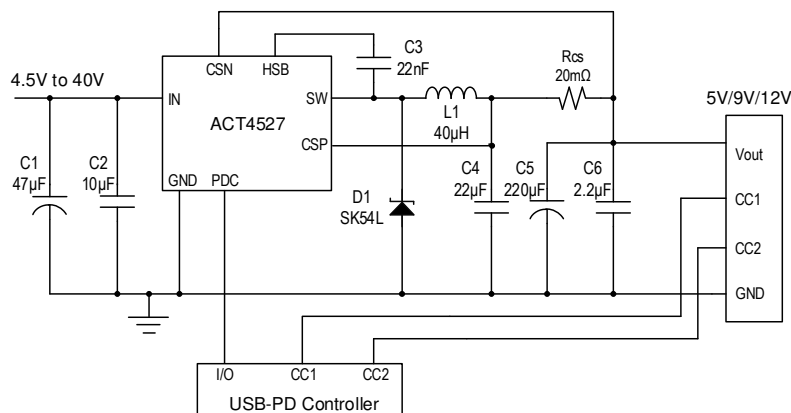 4.5V to 40V
C1
47µF
C2
10µF
CSN
HSB
IN
SW
ACT4527
CSP
GND
PDC
C3
22nF
L1
40µH
Rcs
20mΩ
D1
SK54L
C4
22µF
C5
220µF
C6
2.2µF
5V/9V/12V
Vout
CC1
CC2
GND
I/O
CC1
CC2
USB-PD Controller